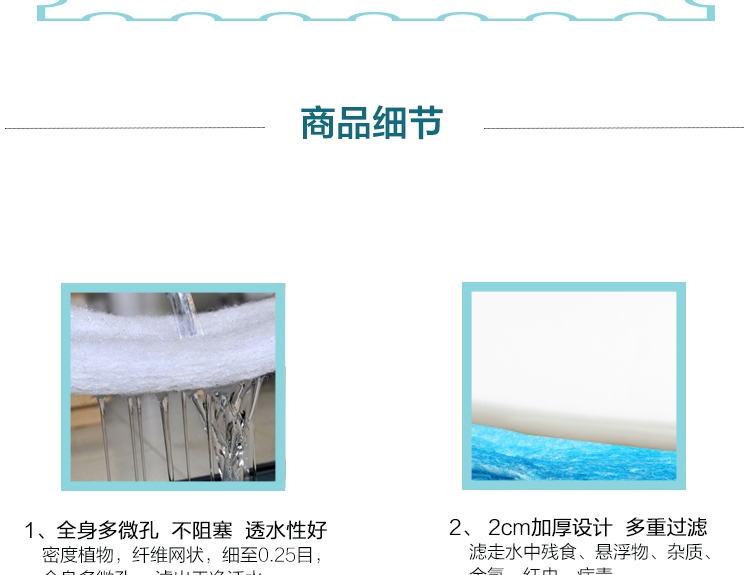 商品细节
1、全身多微孔 不阻塞 透水性好
密度植物，纤维网状，细至0.25目，
2、 2cm加厚设计 多重过滤
滤走水中残食、悬浮物、杂质、